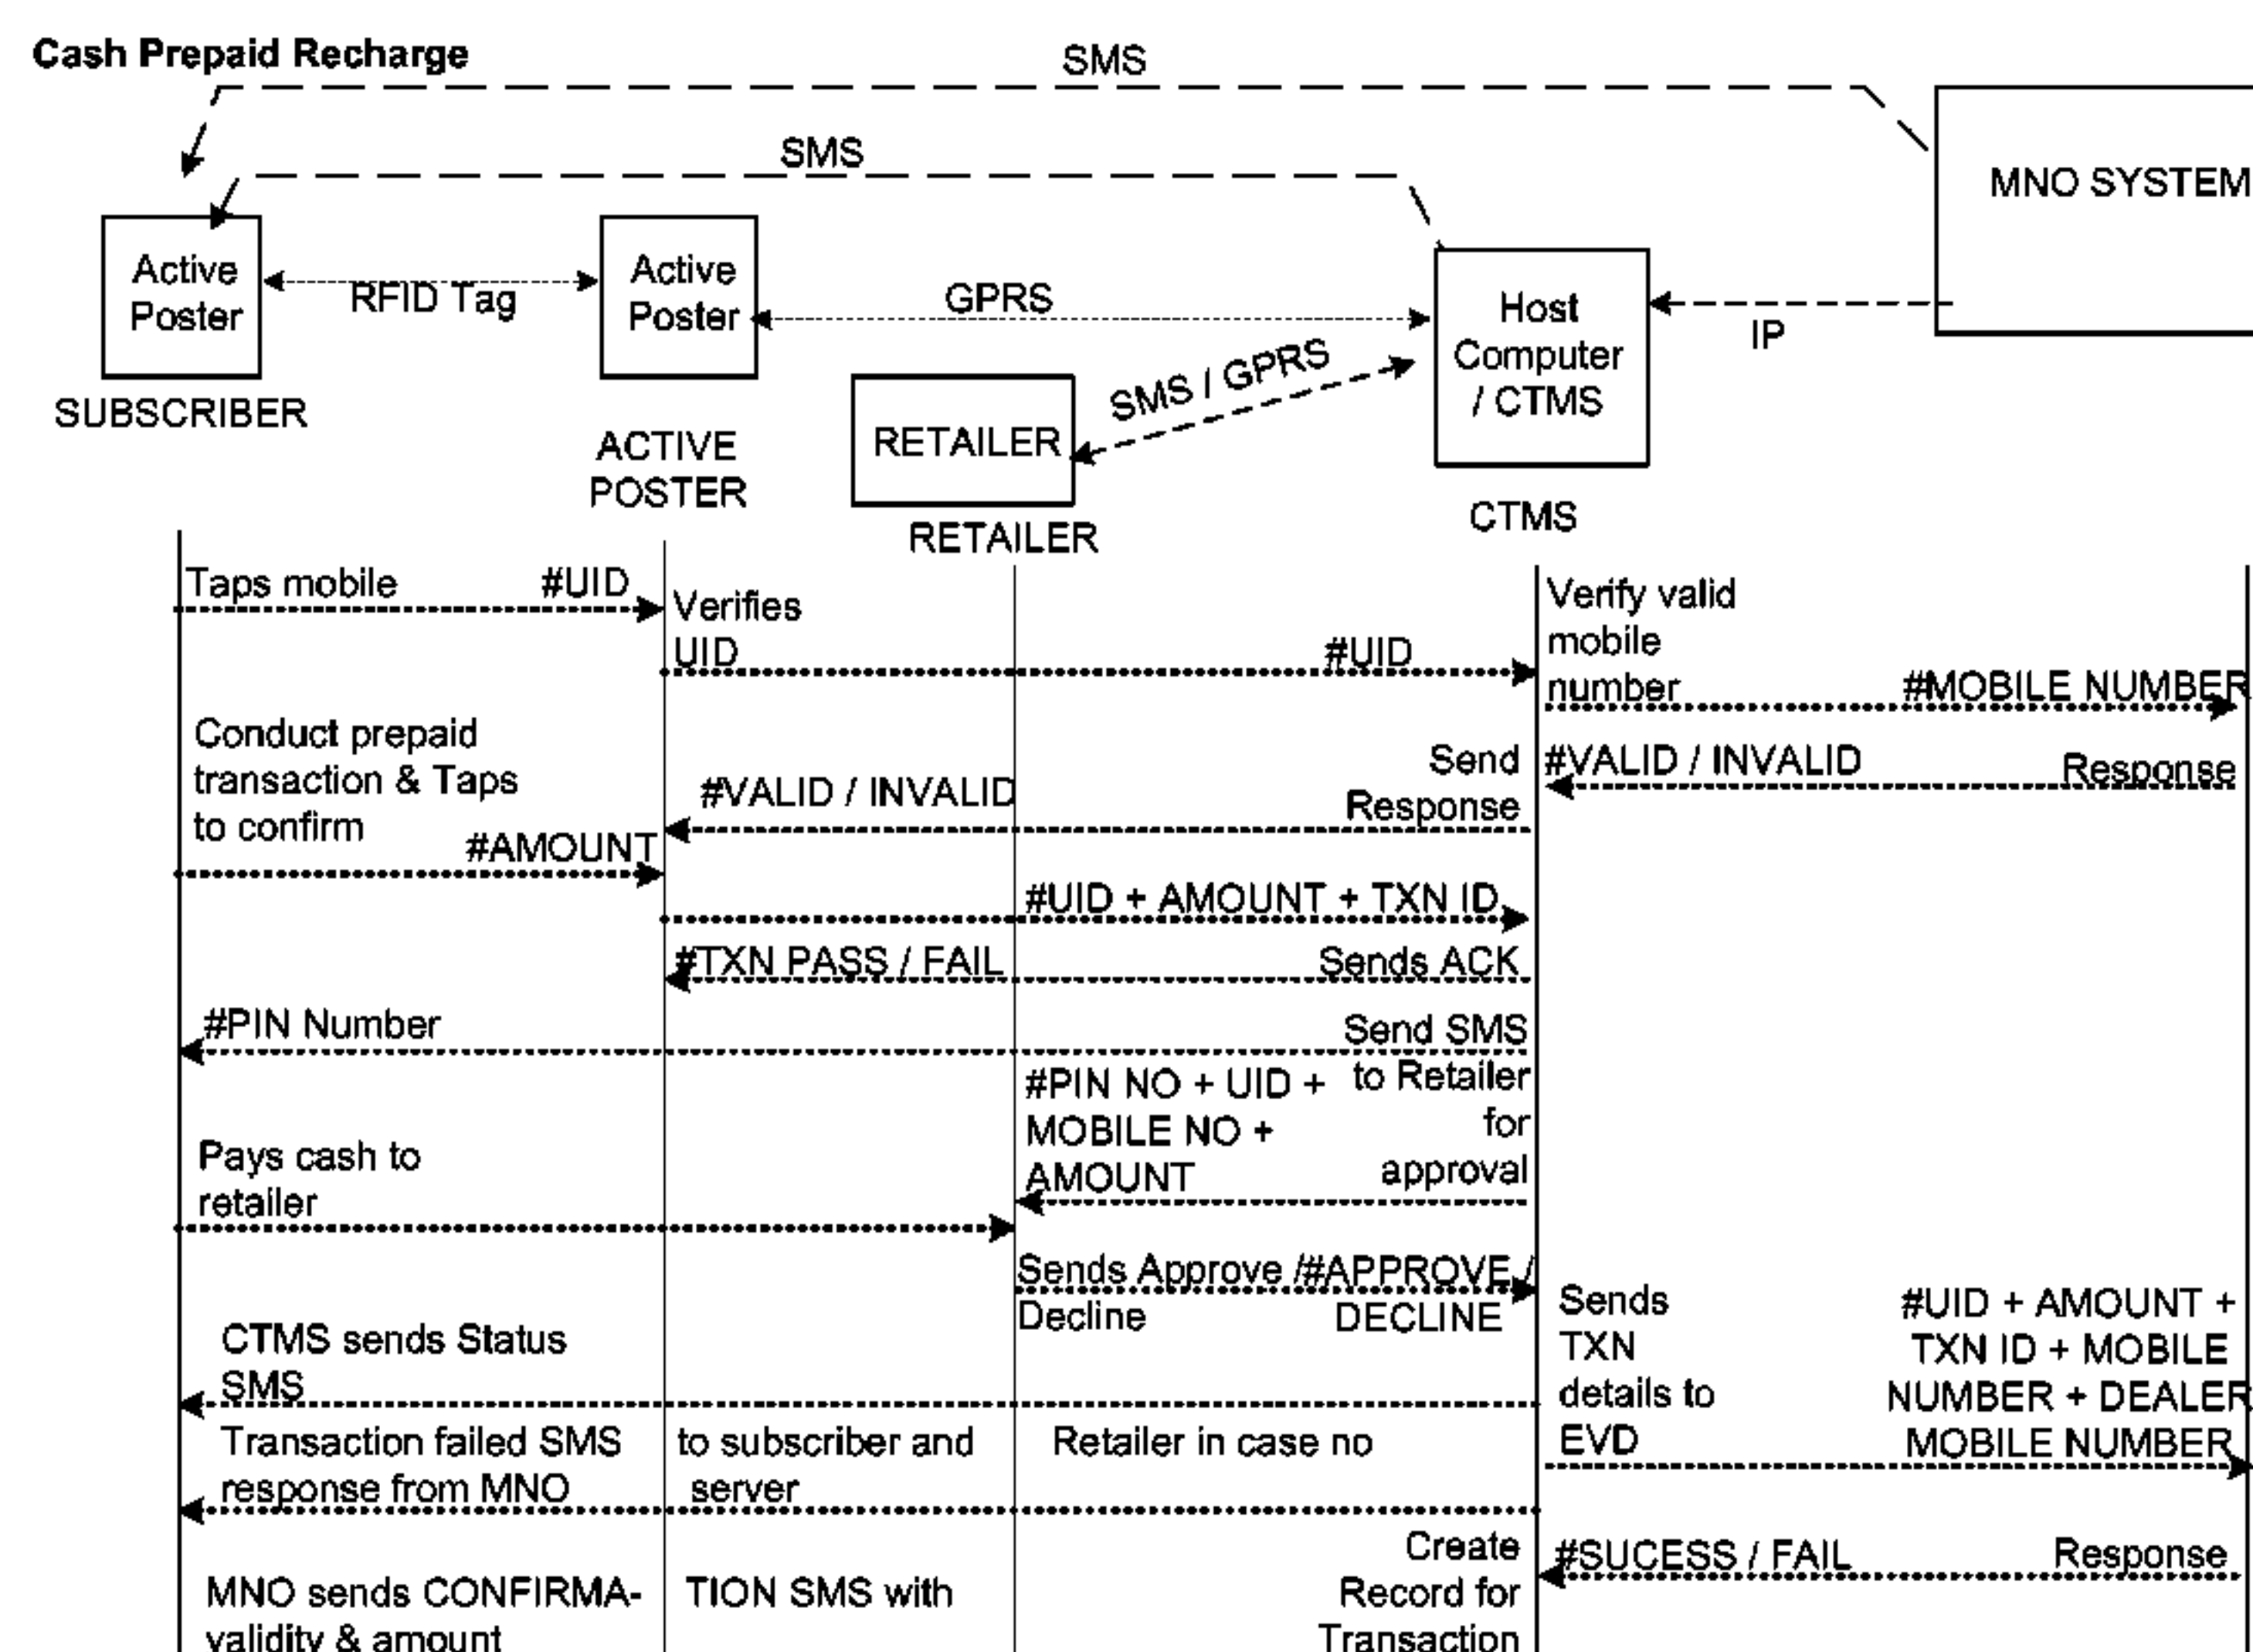 Cash Prepaid Recharge
SMS
SMS
MNO SYSTEM
Active
Poster
RFID Tag
Active
Poster
GPRS
Host
Computer
/ CTMS
IP
SUBSCRIBER
ACTIVE
POSTER
RETAILER
SMS / GPRS
RETAILER
CTMS
Taps mobile #UID
Verifies
UID #UID
Verify valid
mobile
number #MOBILE NUMBER
Conduct prepaid
transaction & Taps
to confirm
#AMOUNT
#VALID / INVALID
Send
Response
#VALID / INVALID Response
#UID + AMOUNT + TXN ID
#TXN PASS / FAIL Sends ACK
#PIN Number
Send SMS
to Retailer
for
approval
#PIN NO + UID +
MOBILE NO +
AMOUNT
Pays cash to
retailer
Sends Approve /#APPROVE /
Decline DECLINE
Sends
TXN
details to
EVD
#UID + AMOUNT +
TXN ID + MOBILE
NUMBER + DEALER
MOBILE NUMBER
CTMS sends Status
SMS
Transaction failed SMS to subscriber and Retailer in case no
response from MNO server
Create
Record for
Transaction
#SUCESS / FAIL Response
MNO sends CONFIRMA- TION SMS with
validity & amount